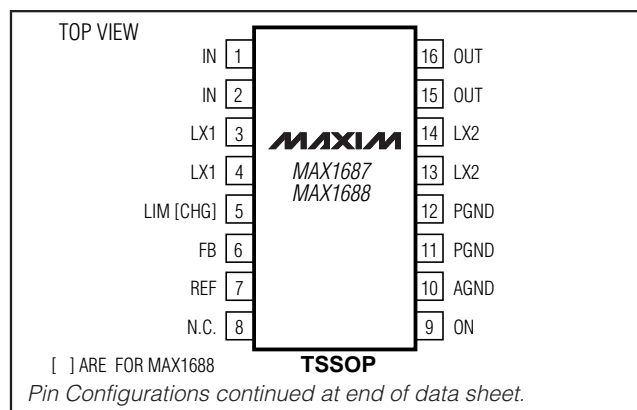 TOP VIEW
IN 1 16 OUT
IN 2 15 OUT
LX1 3 MAXIM 14 LX2
LX1 4 MAX1687 13 LX2
MAX1688
LIM [CHG] 5 12 PGND
FB 6 11 PGND
REF 7 10 AGND
N.C. 8 9 ON
[ ] ARE FOR MAX1688 TSSOP
Pin Configurations continued at end of data sheet.